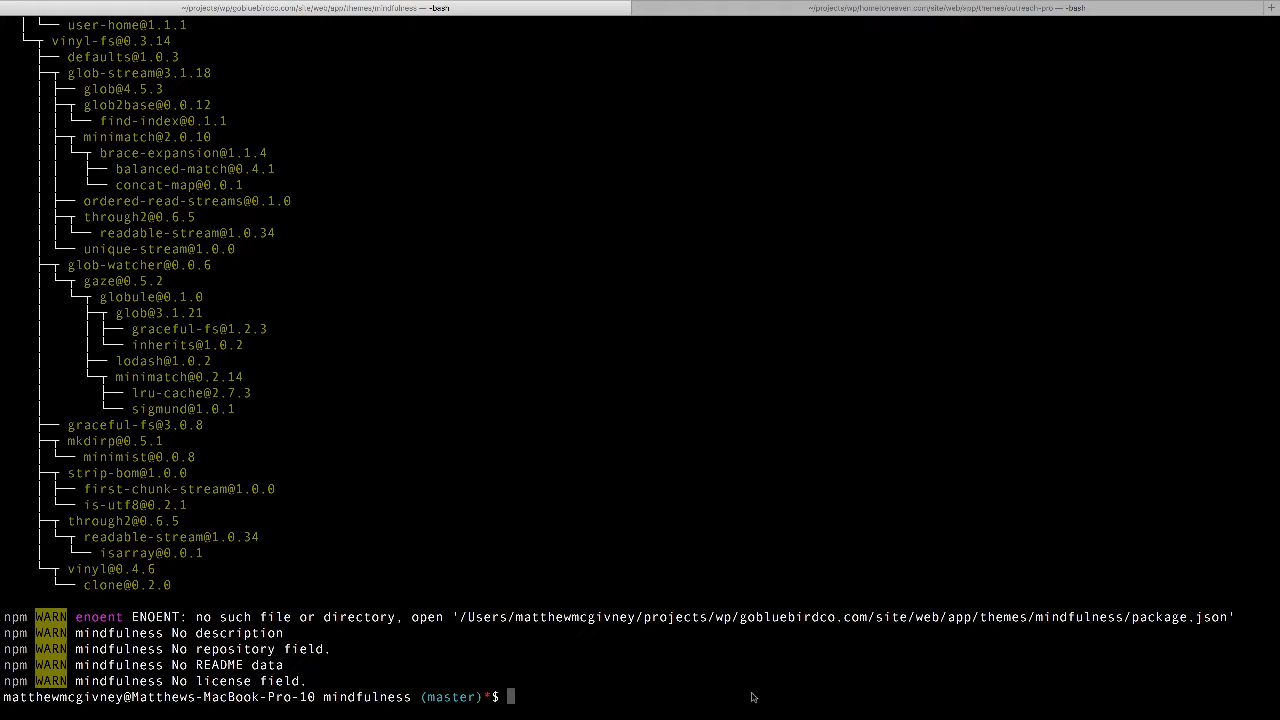 ~/projects/wp/gobluebirdco.com/site/web/app/themes/mindfulness — -bash
~/projects/wp/hometoheaven.com/site/web/app/themes/outreach-pro — -bash
│ └── user-home@1.1.1
└─┬ vinyl-fs@0.3.14
├── defaults@1.0.3
├─┬ glob-stream@3.1.18
│ ├── glob@4.5.3
│ ├─┬ glob2base@0.0.12
│ │ └── find-index@0.1.1
│ ├─┬ minimatch@2.0.10
│ │ └─┬ brace-expansion@1.1.4
│ │ ├── balanced-match@0.4.1
│ │ └── concat-map@0.0.1
│ ├── ordered-read-streams@0.1.0
│ ├─┬ through2@0.6.5
│ │ └── readable-stream@1.0.34
│ └── unique-stream@1.0.0
├─┬ glob-watcher@0.0.6
│ └─┬ gaze@0.5.2
│ └─┬ globule@0.1.0
│ ├─┬ glob@3.1.21
│ │ ├── graceful-fs@1.2.3
│ │ └── inherits@1.0.2
│ ├── lodash@1.0.2
│ └─┬ minimatch@0.2.14
│ ├── lru-cache@2.7.3
│ └── sigmund@1.0.1
├── graceful-fs@3.0.8
├─┬ mkdirp@0.5.1
│ └── minimist@0.0.8
├─┬ strip-bom@1.0.0
│ ├── first-chunk-stream@1.0.0
│ └── is-utf8@0.2.1
├─┬ through2@0.6.5
│ └─┬ readable-stream@1.0.34
│ └── isarray@0.0.1
└─┬ vinyl@0.4.6
└── clone@0.2.0
npm WARN enoent ENOENT: no such file or directory, open '/Users/matthewmcgivney/projects/wp/gobluebirdco.com/site/web/app/themes/mindfulness/package.json'
npm WARN mindfulness No description
npm WARN mindfulness No repository field.
npm WARN mindfulness No README data
npm WARN mindfulness No license field.
matthewmcgivney@Matthews-MacBook-Pro-10 mindfulness (master)*$